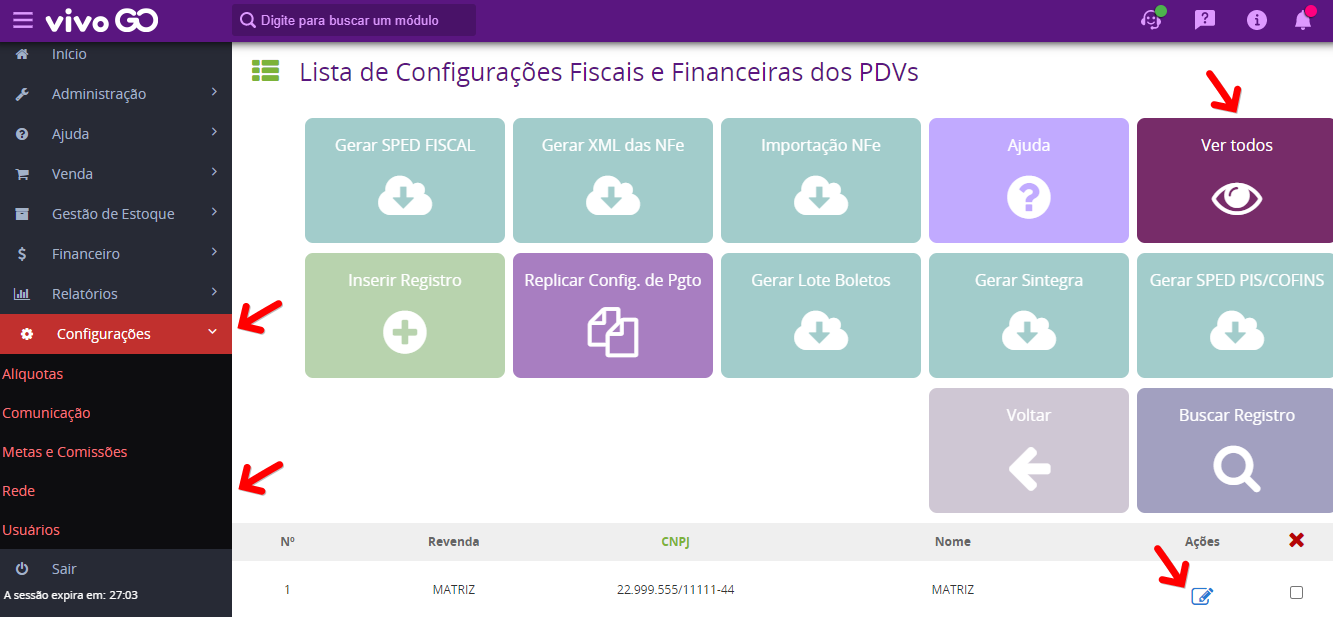 vivo GO
Digite para buscar um módulo
Início
Administração
Ajuda
Venda
Gestão de Estoque
Financeiro
Relatórios
Configurações
Alíquotas
Comunicação
Metas e Comissões
Rede
Usuários
Sair
A sessão expira em: 27:03
Lista de Configurações Fiscais e Financeiras dos PDVs
Gerar SPED FISCAL
Gerar XML das NFe
Importação NFe
Ajuda
Ver todos
Inserir Registro
Replicar Config. de Pgto
Gerar Lote Boletos
Gerar Sintegra
Gerar SPED PIS/COFINS
Voltar
Buscar Registro
Nº Revenda CNPJ Nome Ações
1 MATRIZ 22.999.555/11111-44 MATRIZ